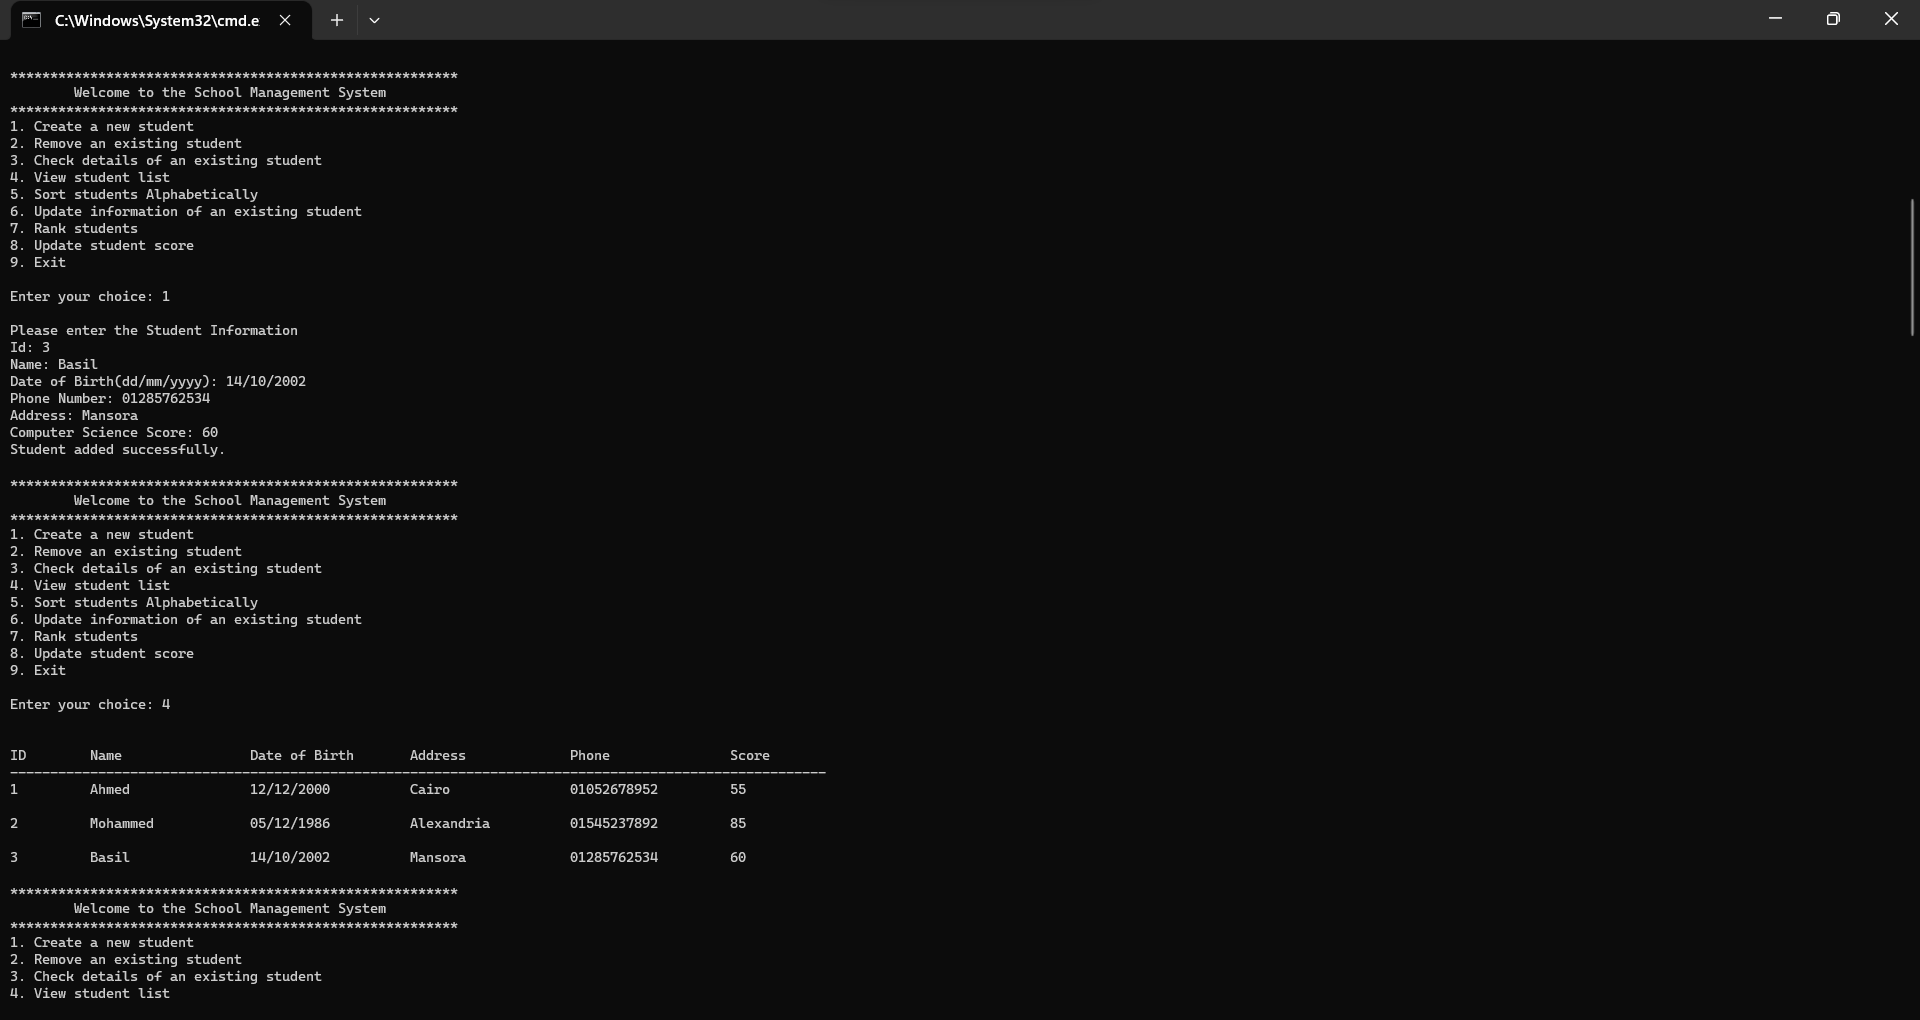 C:\Windows\System32\cmd.e
********************************************************
Welcome to the School Management System
********************************************************
1. Create a new student
2. Remove an existing student
3. Check details of an existing student
4. View student list
5. Sort students Alphabetically
6. Update information of an existing student
7. Rank students
8. Update student score
9. Exit
Enter your choice: 1
Please enter the Student Information
Id: 3
Name: Basil
Date of Birth(dd/mm/yyyy): 14/10/2002
Phone Number: 01285762534
Address: Mansora
Computer Science Score: 60
Student added successfully.
********************************************************
Welcome to the School Management System
********************************************************
1. Create a new student
2. Remove an existing student
3. Check details of an existing student
4. View student list
5. Sort students Alphabetically
6. Update information of an existing student
7. Rank students
8. Update student score
9. Exit
Enter your choice: 4
ID Name Date of Birth Address Phone Score
------------------------------------------------------------------------------------------------------
1 Ahmed 12/12/2000 Cairo 01052678952 55
2 Mohammed 05/12/1986 Alexandria 01545237892 85
3 Basil 14/10/2002 Mansora 01285762534 60
********************************************************
Welcome to the School Management System
********************************************************
1. Create a new student
2. Remove an existing student
3. Check details of an existing student
4. View student list